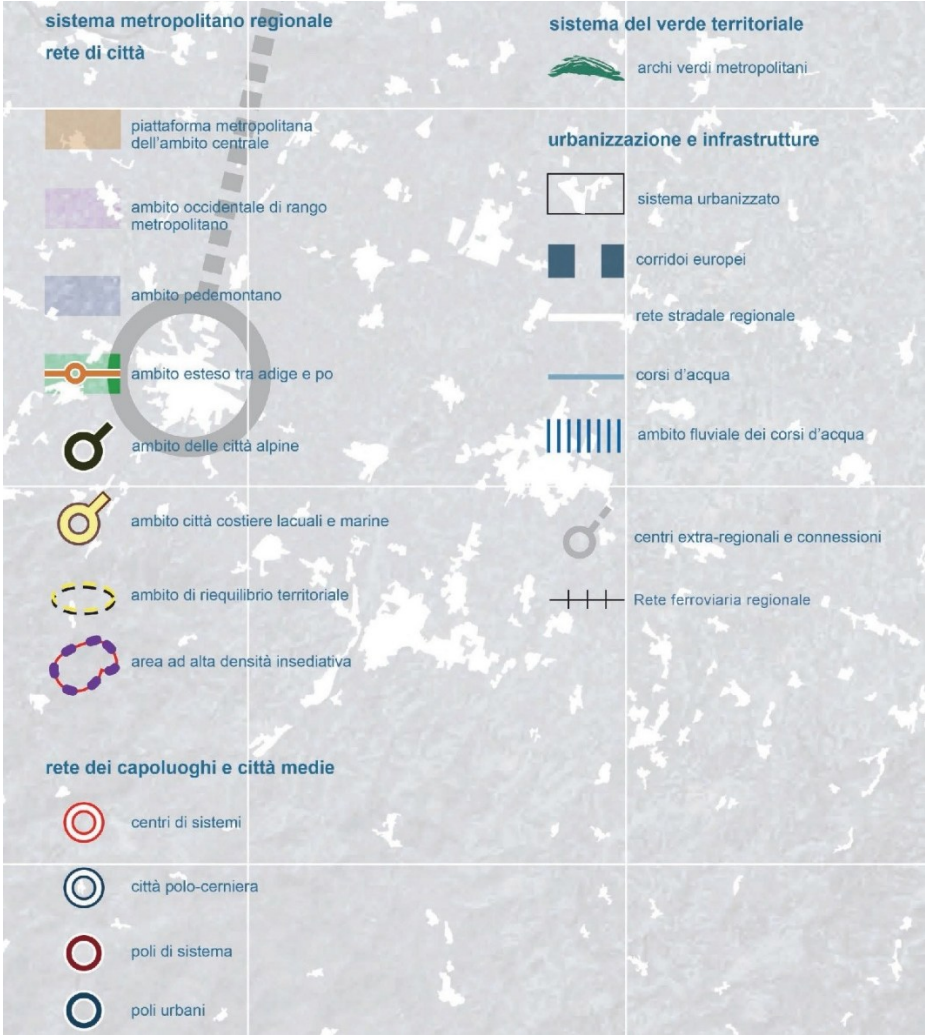 sistema metropolitano regionale
rete di città
piattaforma metropolitana
dell'ambito centrale
ambito occidentale di rango
metropolitano
ambito pedemontano
ambito esteso tra adige e po
ambito delle città alpine
ambito città costiere lacuali e marine
ambito di riequilibrio territoriale
area ad alta densità insediativa
rete dei capoluoghi e città medie
centri di sistemi
città polo-cerniera
poli di sistema
poli urbani
sistema del verde territoriale
archi verdi metropolitani
urbanizzazione e infrastrutture
sistema urbanizzato
corridoi europei
rete stradale regionale
corsi d'acqua
ambito fluviale dei corsi d'acqua
centri extra-regionali e connessioni
Rete ferroviaria regionale